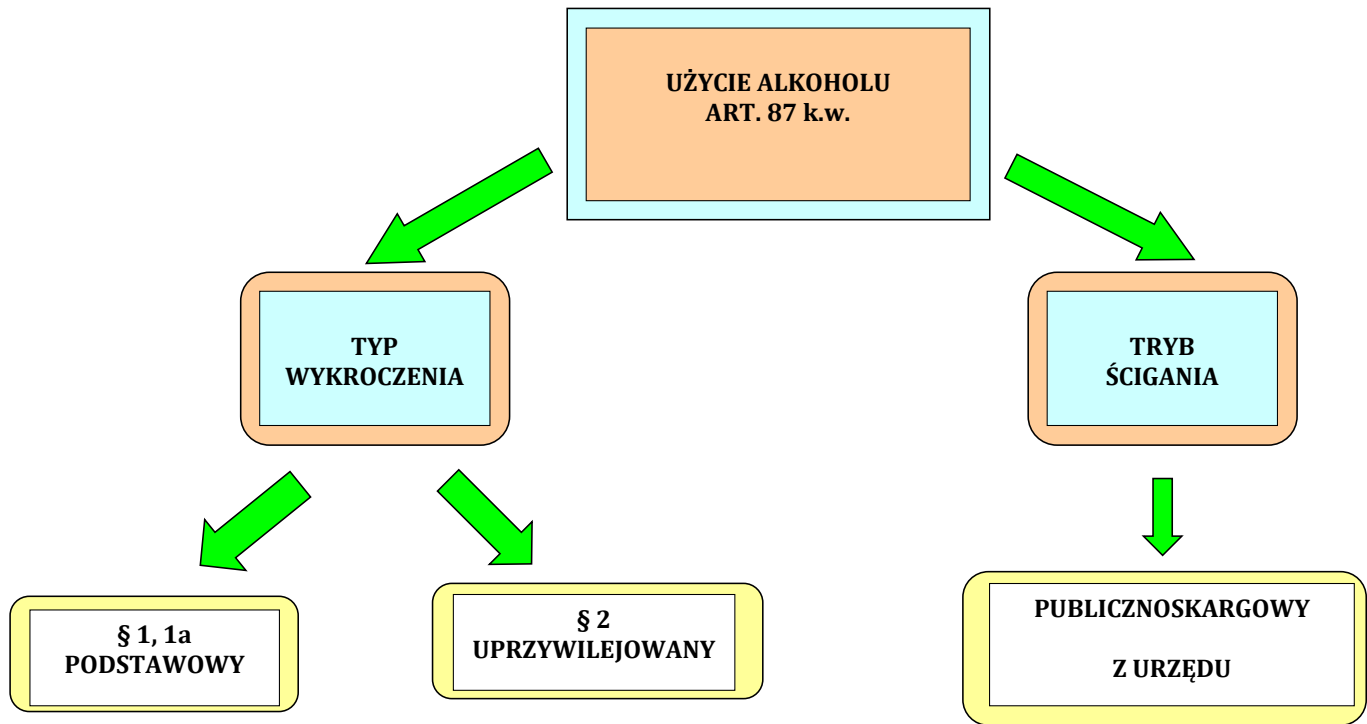 UŻYCIE ALKOHOLU
ART. 87 k.w.
TYP
WYKROCZENIA
TRYB
ŚCIGANIA
§ 1, 1a
PODSTAWOWY
§ 2
UPRZYWILEJOWANY
PUBLICZNOSKARGOWY
Z URZĘDU